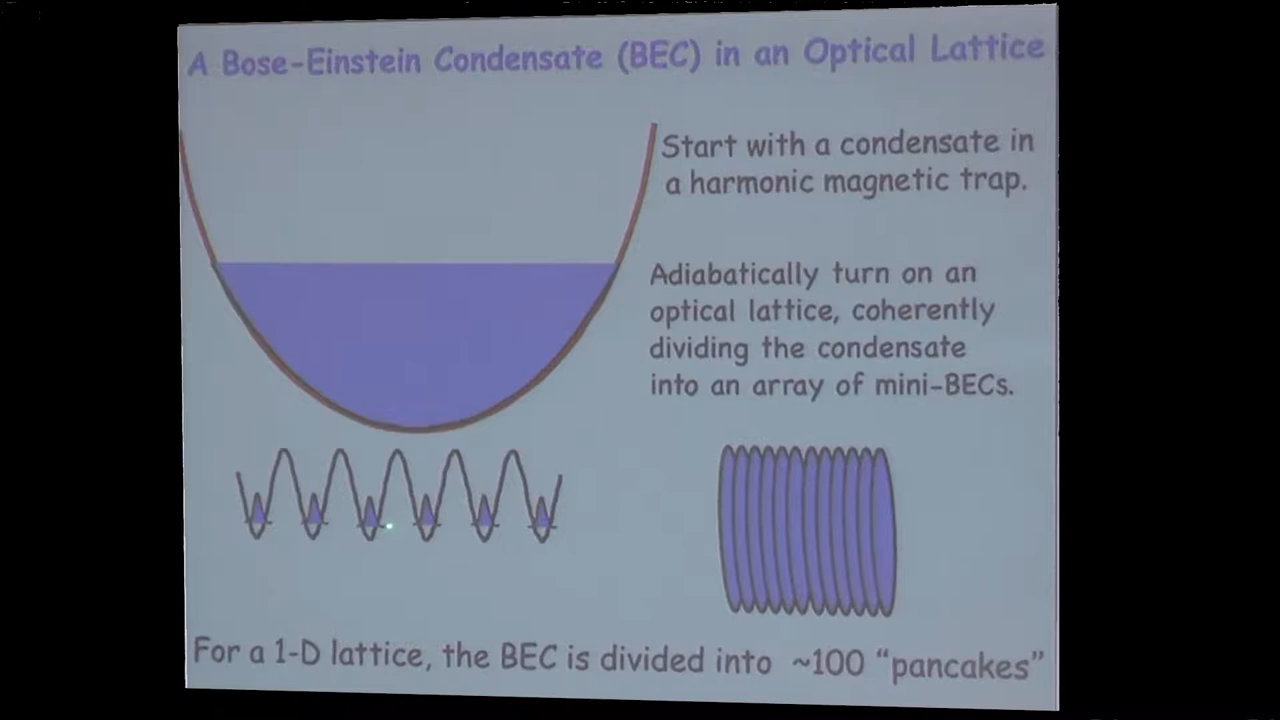 A Bose-Einstein Condensate (BEC) in an Optical Lattice
Start with a condensate in
a harmonic magnetic trap.
Adiabatically turn on an
optical lattice, coherently
dividing the condensate
into an array of mini-BECs.
For a 1-D lattice, the BEC is divided into ~100 “pancakes”